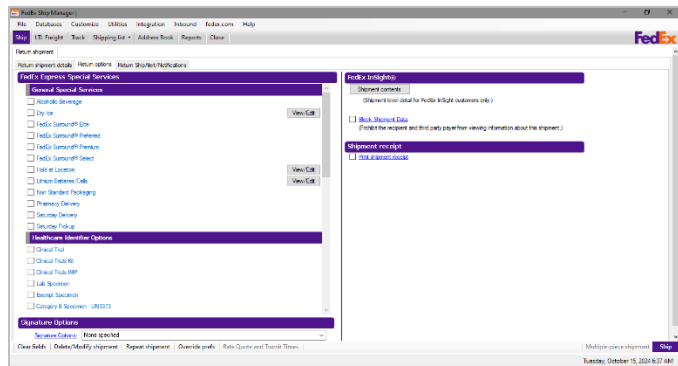 FedEx Ship Manager
File Databases Customize Utilities Integration Inbound fedex.com Help
Ship LTL Freight Track Shipping list Address Book Reports Close
FedEx
Return shipment
Return shipment details Return options Return ShipAlert/Notifications
FedEx Express Special Services
General Special Services
Alcoholic Beverage
Dry Ice View/Edit
FedEx Surround® Elite
FedEx Surround® Preferred
FedEx Surround® Premium
FedEx Surround® Select
Hold at Location View/Edit
Lithium Batteries/Cells View/Edit
Non Standard Packaging
Pharmacy Delivery
Saturday Delivery
Saturday Pickup
Healthcare Identifier Options
Clinical Trial
Clinical Trials Kit
Clinical Trials IMP
Lab Specimen
Exempt Specimen
Category B Specimen - UN3373
Signature Options
Signature Options: None specified
FedEx InSight®
Shipment contents
(Shipment level detail for FedEx InSight customers only.)
Block Shipment Data
(Prohibit the recipient and third party payer from viewing information about this shipment.)
Shipment receipt
Print shipment receipt
Clear fields Delete/Modify shipment Repeat shipment Override prefs Rate Quote and Transit Times Multiple-piece shipment Ship
Tuesday, October 15, 2024 6:37 AM